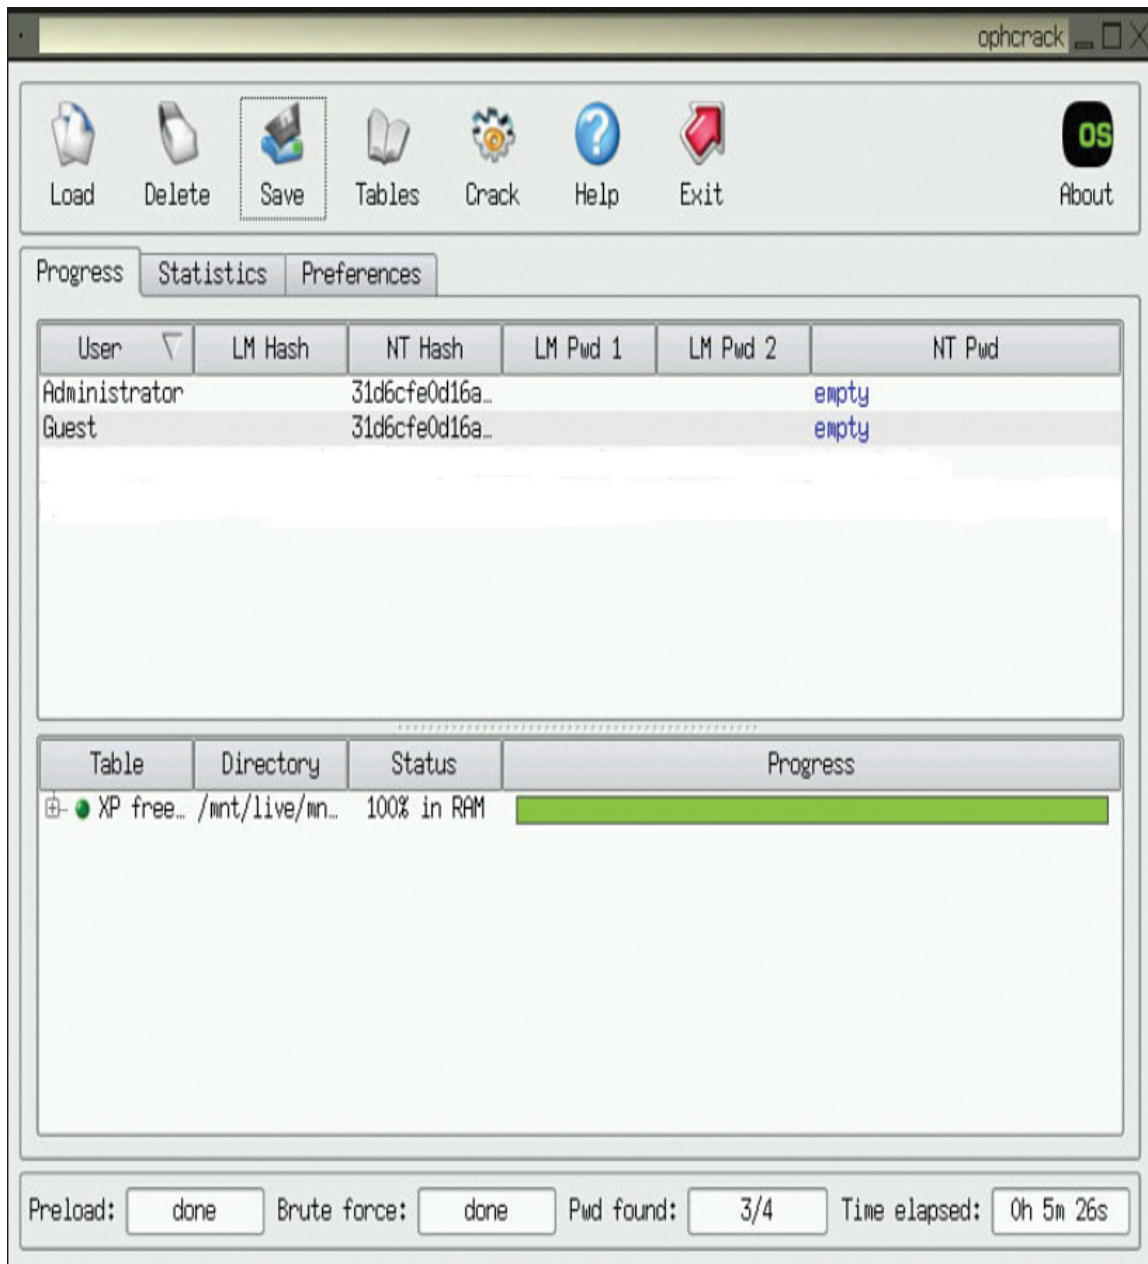 ophcrack
OS
Load Delete Save Tables Crack Help Exit About
Progress Statistics Preferences
User LM Hash NT Hash LM Pwd 1 LM Pwd 2 NT Pwd
Administrator 31d6cfe0d16a… empty
Guest 31d6cfe0d16a… empty
Table Directory Status Progress
XP free… /mnt/live/mn… 100% in RAM
Preload: done Brute force: done Pwd found: 3/4 Time elapsed: 0h 5m 26s